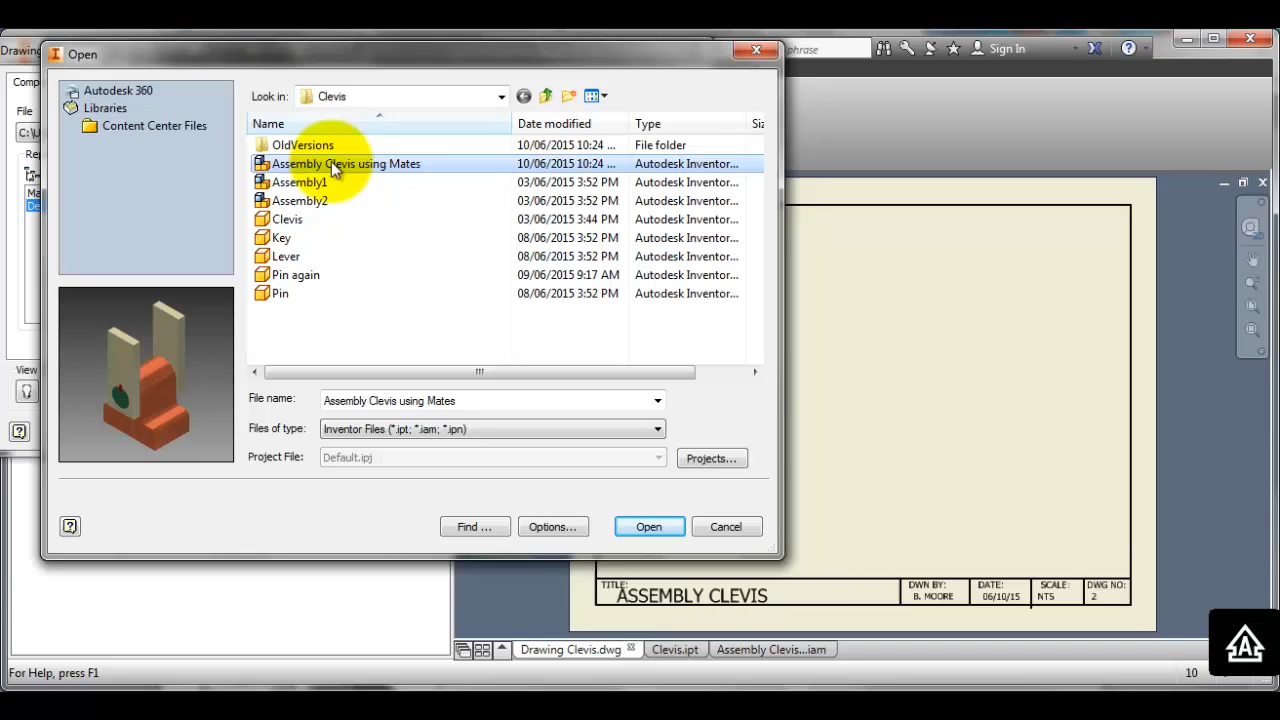 Drawing
Open
phrase
Sign In
Comp
File
C:\U
Re
Ma
De
View
Autodesk 360
Libraries
Content Center Files
Look in: Clevis
Name Date modified Type Si
OldVersions 10/06/2015 10:24 ... File folder
Assembly Clevis using Mates 10/06/2015 10:24 ... Autodesk Inventor...
Assembly1 03/06/2015 3:52 PM Autodesk Inventor...
Assembly2 03/06/2015 3:52 PM Autodesk Inventor...
Clevis 03/06/2015 3:44 PM Autodesk Inventor...
Key 08/06/2015 3:52 PM Autodesk Inventor...
Lever 08/06/2015 3:52 PM Autodesk Inventor...
Pin again 09/06/2015 9:17 AM Autodesk Inventor...
Pin 08/06/2015 3:52 PM Autodesk Inventor...
File name: Assembly Clevis using Mates
Files of type: Inventor Files (*.ipt; *.iam; *.ipn)
Project File: Default.ipj
Projects...
Find ... Options... Open Cancel
TITLE: DWN BY: DATE: SCALE: DWG NO:
ASSEMBLY CLEVIS B. MOORE 06/10/15 NTS 2
Drawing Clevis.dwg Clevis.ipt Assembly Clevis...iam
For Help, press F1
10